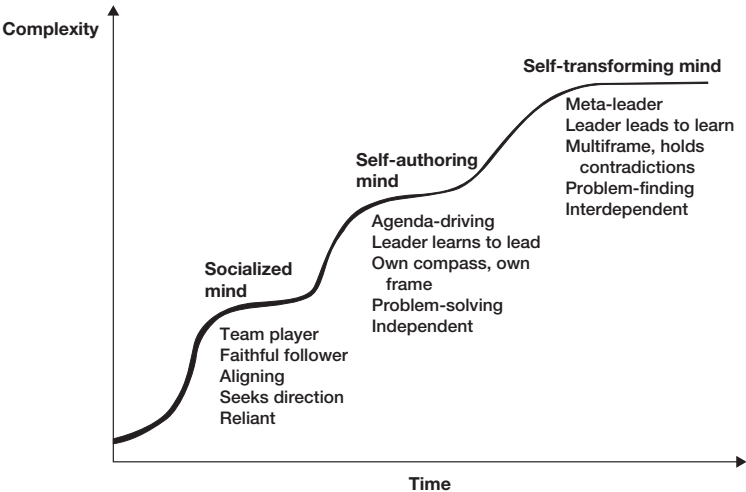 Complexity
Self-transforming mind
Meta-leader
Leader leads to learn
Multiframe, holds
contradictions
Problem-finding
Interdependent
Self-authoring
mind
Agenda-driving
Leader learns to lead
Own compass, own
frame
Problem-solving
Independent
Socialized
mind
Team player
Faithful follower
Aligning
Seeks direction
Reliant
Time